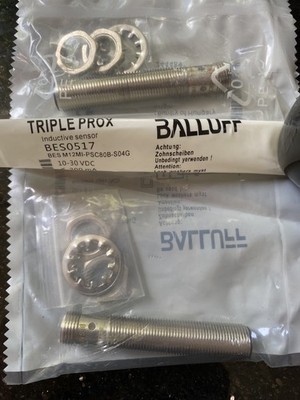 TRIPLE PROX
Inductive sensor
BES0517
BES M12MI-PSC80B-S04G
10-30 VDC
BALLUFF
Achtung:
Zahnscheiben
Unbedingt verwenden!
Attention:
BALLUFF
BALLUFF